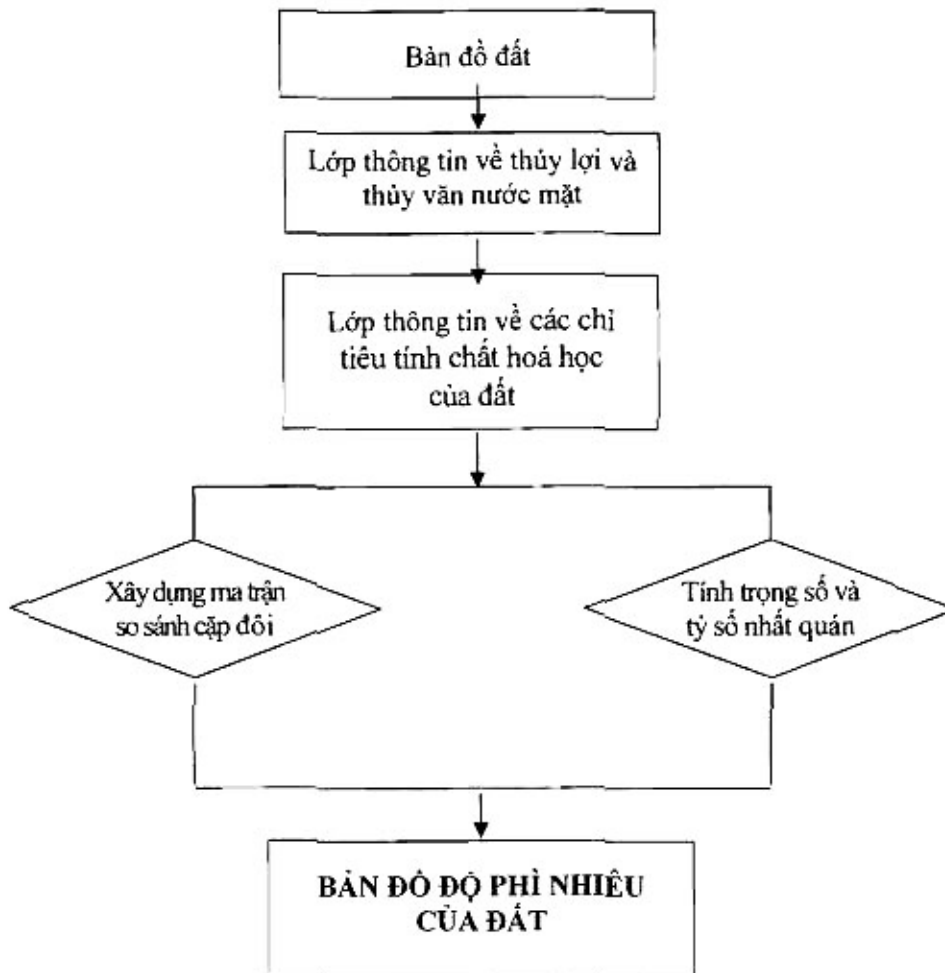 Bản đồ đất
Lớp thông tin về thủy lợi và
thủy văn nước mặt
Lớp thông tin về các chỉ
tiêu tính chất hoá học
của đất
Xây dựng ma trận
so sánh cặp đôi
Tính trọng số và
tỷ số nhất quán
BẢN ĐỒ ĐỘ PHÌ NHIÊU
CỦA ĐẤT